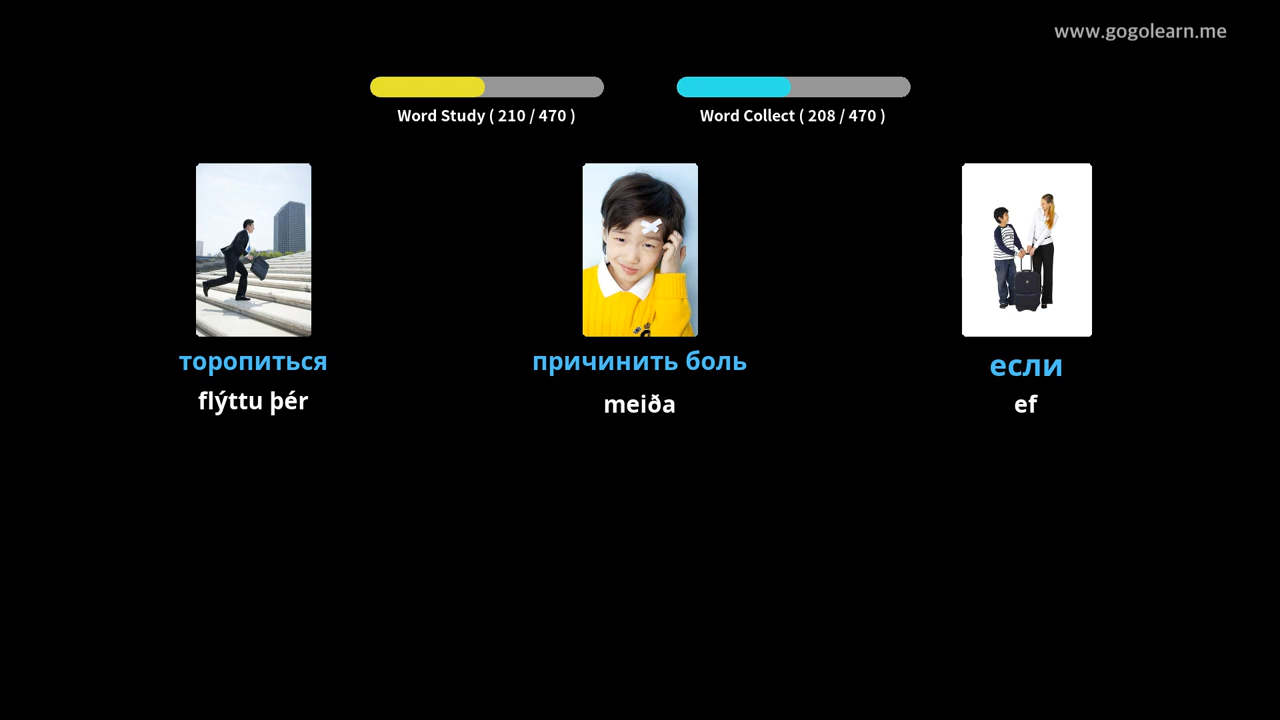 www.gogolearn.me
Word Study ( 210 / 470 )
Word Collect ( 208 / 470 )
торопиться
flýttu þér
причинить боль
meiða
если
ef